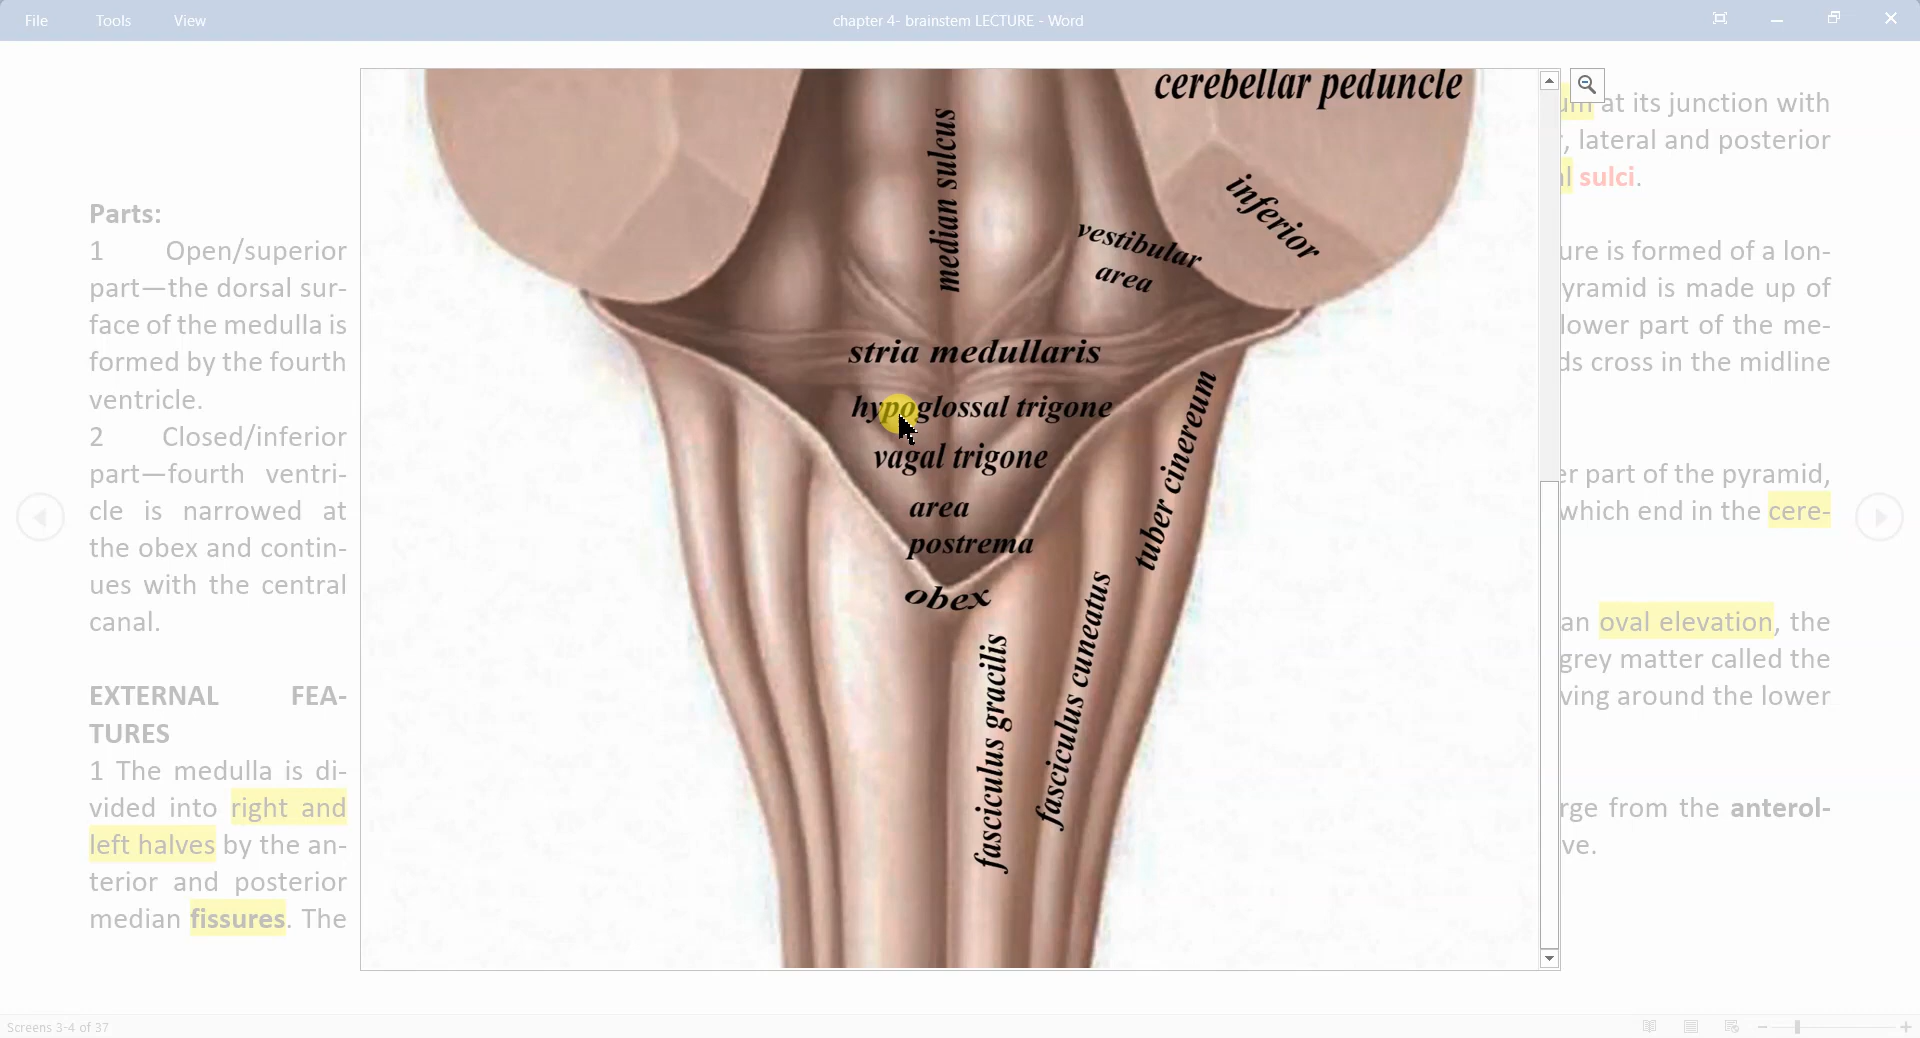 File Tools View chapter 4- brainstem LECTURE - Word
Parts:
1 Open/superior
part—the dorsal sur-
face of the medulla is
formed by the fourth
ventricle.
2 Closed/inferior
part—fourth ventri-
cle is narrowed at
the obex and contin-
ues with the central
canal.
EXTERNAL FEA-
TURES
1 The medulla is di-
vided into right and
left halves by the an-
terior and posterior
median fissures. The
cerebellar peduncle
median sulcus
inferior
vestibular
area
stria medullaris
hypoglossal trigone
vagal trigone
area
postrema
obex
tuber cinereum
fasciculus cuneatus
fasciculus gracilis
at its junction with
, lateral and posterior
sulci.
ure is formed of a lon-
yramid is made up of
lower part of the me-
ds cross in the midline
er part of the pyramid,
which end in the cere-
an oval elevation, the
grey matter called the
ving around the lower
rge from the anterol-
ve.
Screens 3-4 of 37